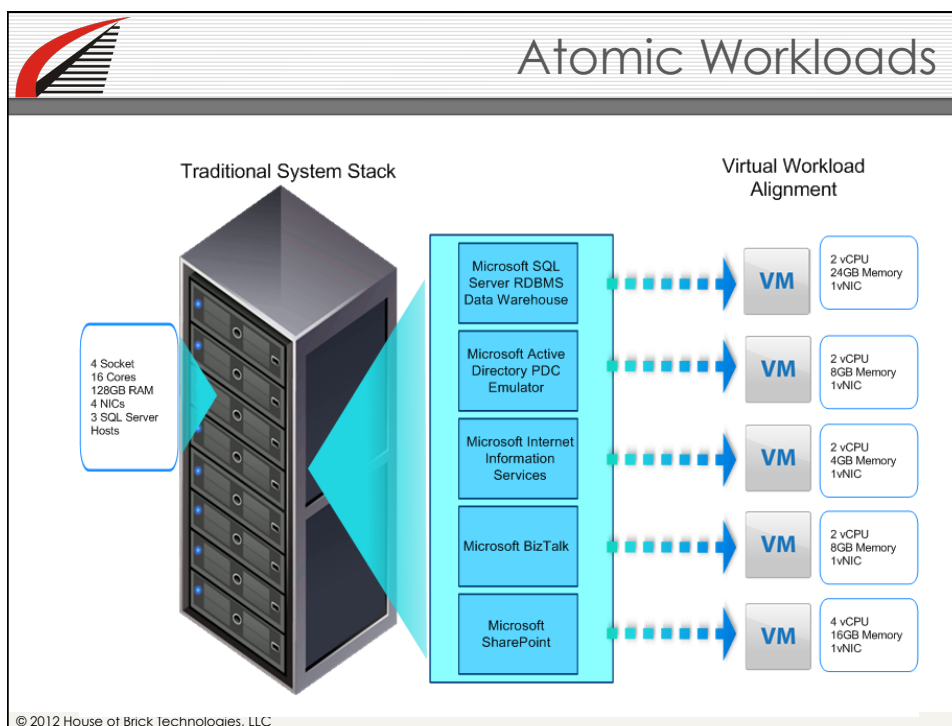 Atomic Workloads
Traditional System Stack
Virtual Workload
Alignment
4 Socket
16 Cores
128GB RAM
4 NICs
3 SQL Server
Hosts
Microsoft SQL
Server RDBMS
Data Warehouse
VM
2 vCPU
24GB Memory
1vNIC
Microsoft Active
Directory PDC
Emulator
VM
2 vCPU
8GB Memory
1vNIC
Microsoft Internet
Information
Services
VM
2 vCPU
4GB Memory
1vNIC
Microsoft BizTalk
VM
2 vCPU
8GB Memory
1vNIC
Microsoft
SharePoint
VM
4 vCPU
16GB Memory
1vNIC
© 2012 House of Brick Technologies, LLC